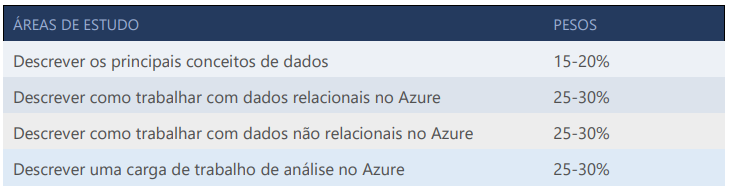 ÁREAS DE ESTUDO PESOS
Descrever os principais conceitos de dados 15-20%
Descrever como trabalhar com dados relacionais no Azure 25-30%
Descrever como trabalhar com dados não relacionais no Azure 25-30%
Descrever uma carga de trabalho de análise no Azure 25-30%